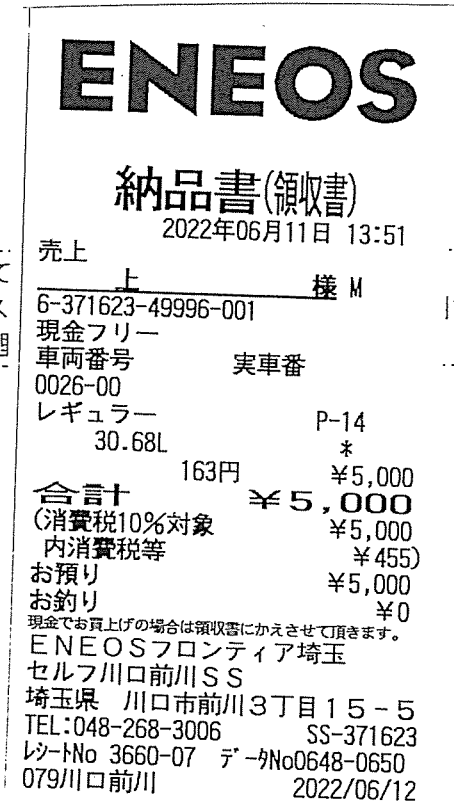 ENEOS
納品書(領収書)
2022年06月11日 13:51
売上
上 様 M
6-371623-49996-001
現金フリー
車両番号 実車番
0026-00
レギュラー P-14
30.68L *
163円 ¥5,000
合計 ¥5,000
(消費税10%対象 ¥5,000
内消費税等 ¥455)
お預り ¥5,000
お釣り ¥0
現金でお買上げの場合は領収書にかえさせて頂きます。
ENEOSフロンティア埼玉
セルフ川口前川SS
埼玉県 川口市前川3丁目15-5
TEL:048-268-3006 SS-371623
レシートNo 3660-07 データNo0648-0650
079川口前川 2022/06/12